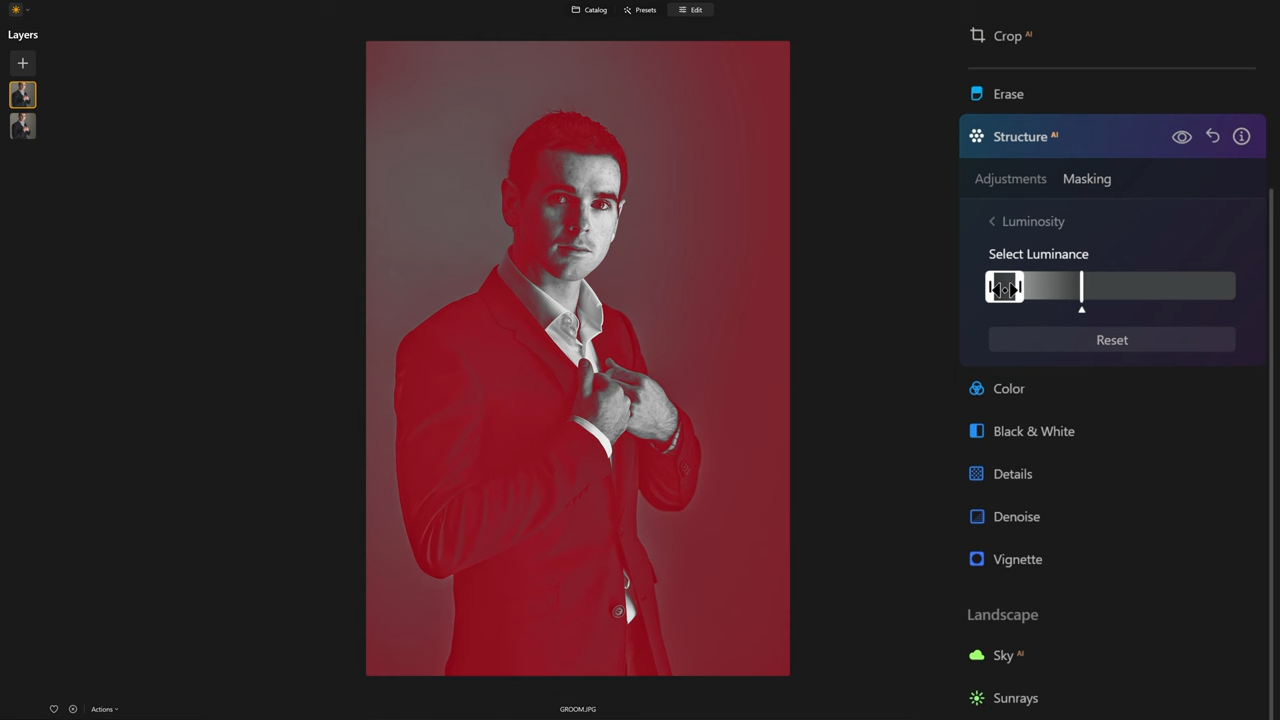 Catalog
Presets
Edit
Layers
Crop AI
Erase
Structure AI
Adjustments Masking
Luminosity
Select Luminance
Reset
Color
Black & White
Details
Denoise
Vignette
Landscape
Sky AI
Sunrays
Actions
GROOM.JPG